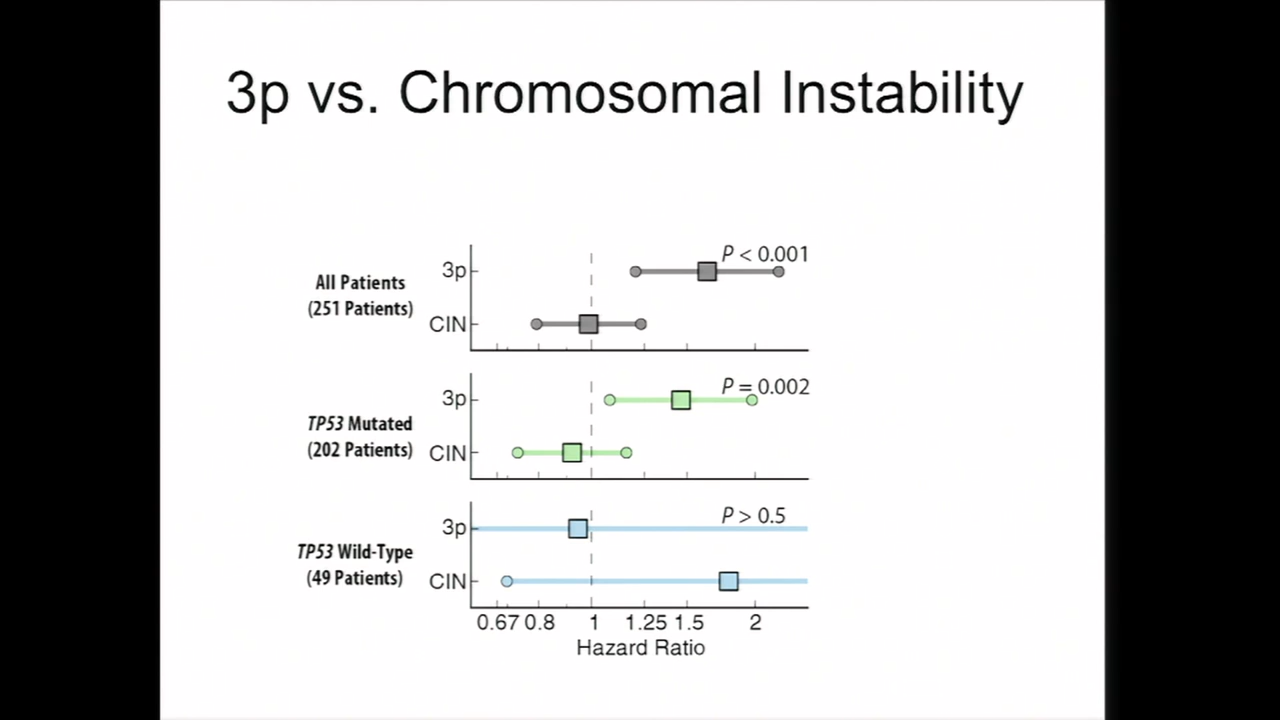 3p vs. Chromosomal Instability
All Patients
(251 Patients)
3p
CIN
P < 0.001
TP53 Mutated
(202 Patients)
3p
CIN
P = 0.002
TP53 Wild-Type
(49 Patients)
3p
CIN
P > 0.5
0.67 0.8 1 1.25 1.5 2
Hazard Ratio